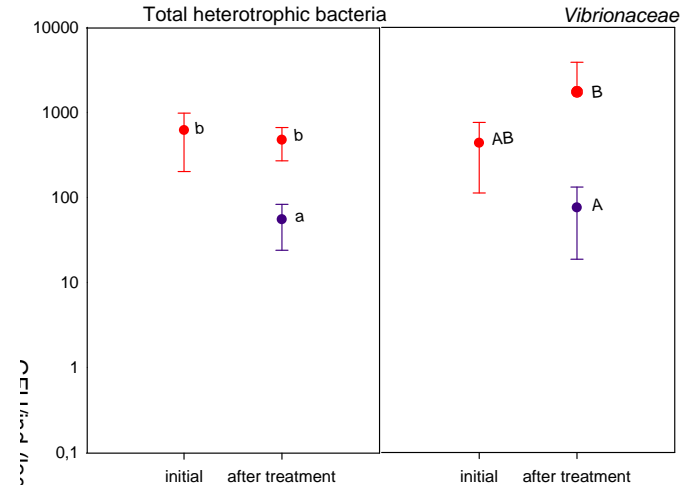 Total heterotrophic bacteria
Vibrionaceae
10000
1000
100
10
1
0,1
b
b
a
AB
B
A
initial after treatment
initial after treatment